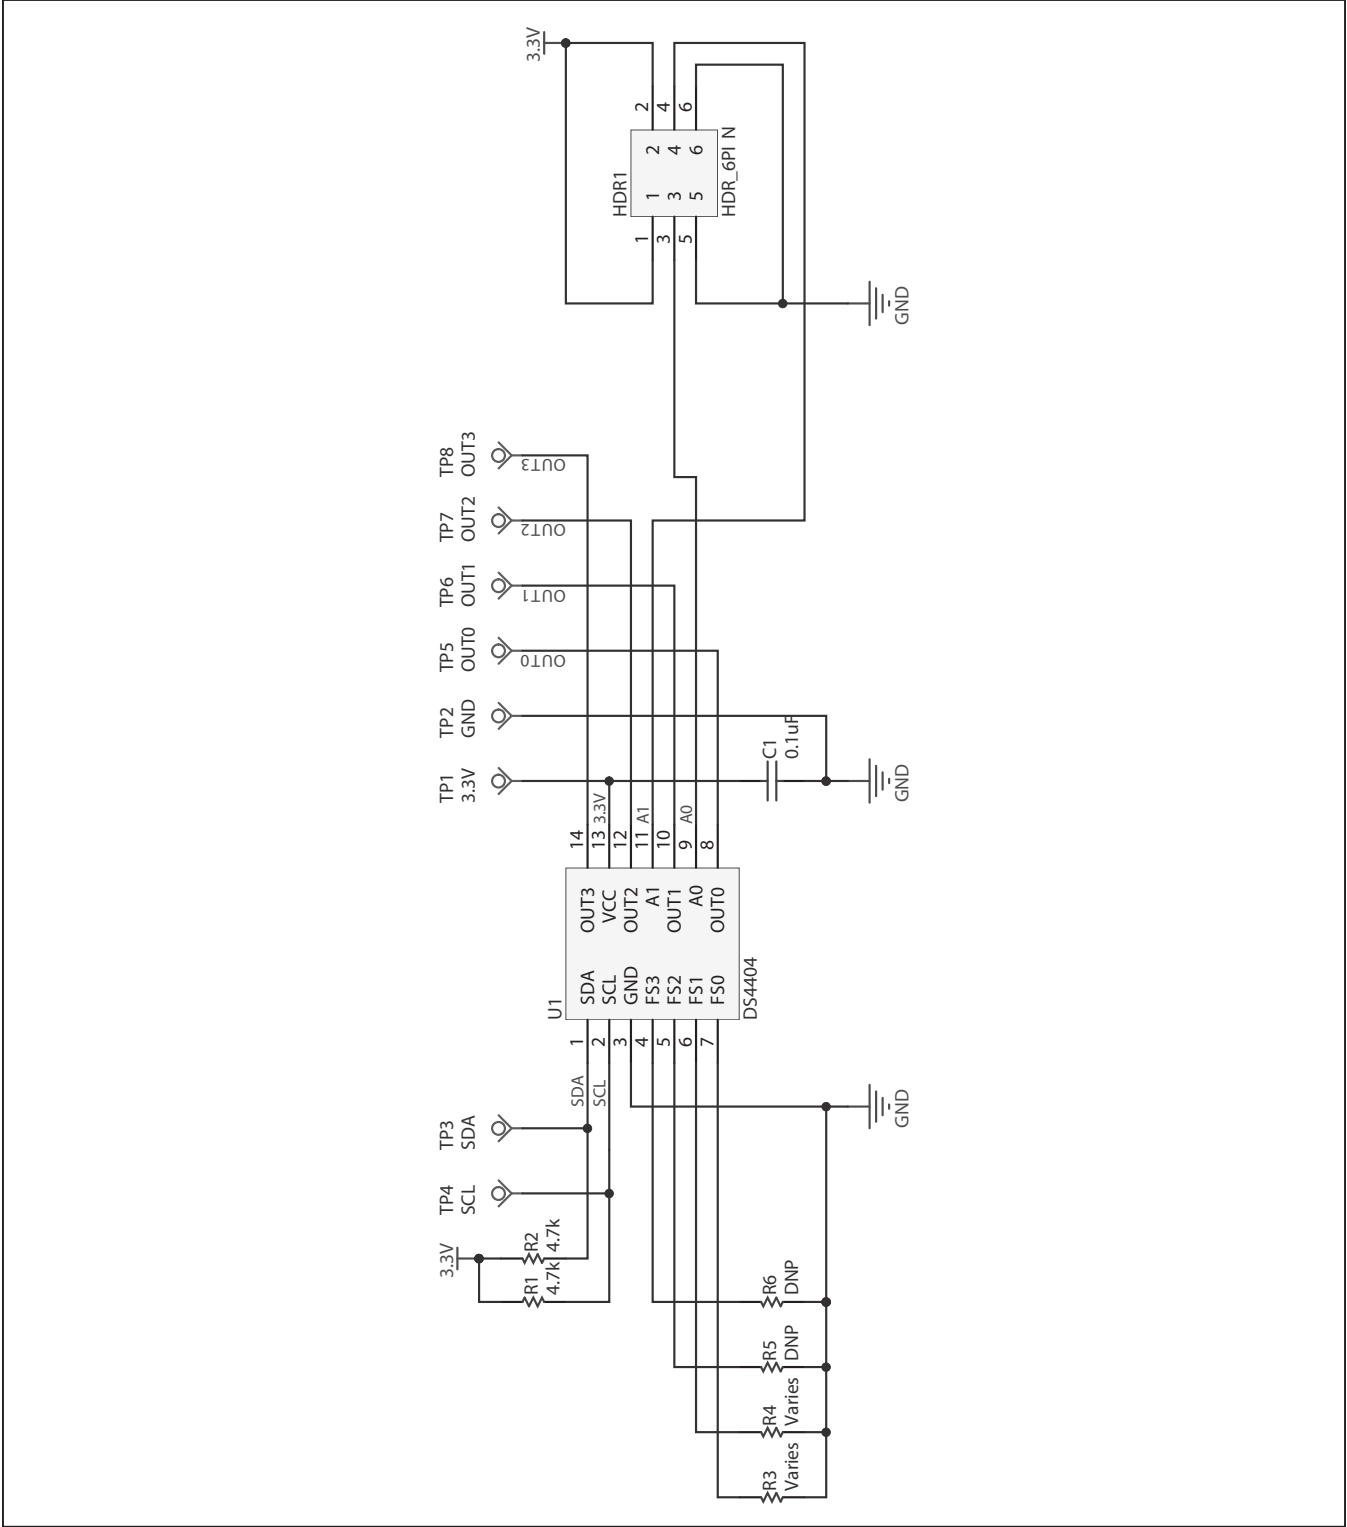 3.3V
2
4
6
HDR1
2
4
6
1
3
5
HDR_6PI N
1
3
5
GND
TP8
OUT3
OUT3
TP7
OUT2
OUT2
TP6
OUT1
OUT1
TP5
OUT0
OUT0
TP2
GND
TP1
3.3V
C1
0.1uF
GND
14
13
3.3V
12
11
A1
10
9
A0
8
OUT3
VCC
OUT2
A1
OUT1
A0
OUT0
U1
SDA
SCL
GND
FS3
FS2
FS1
FS0
DS4404
1
2
3
4
5
6
7
SDA
SCL
GND
TP3
SDA
TP4
SCL
3.3V
R2
4.7k
R1
4.7k
R6
DNP
R5
DNP
R4
Varies
R3
Varies